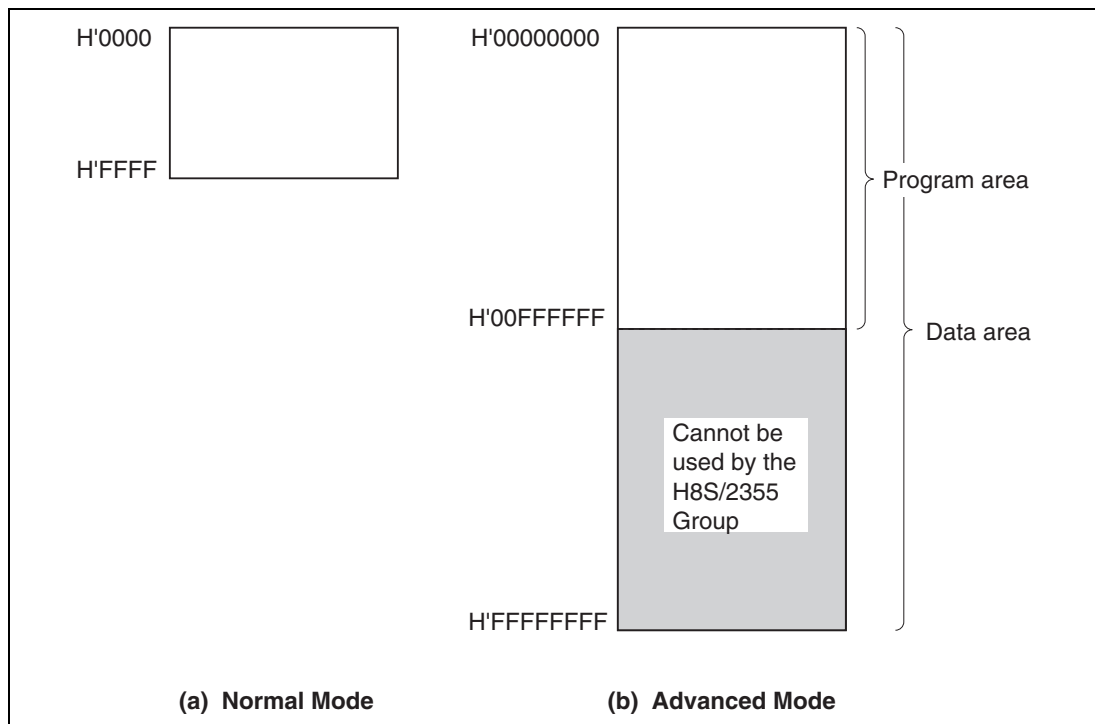 H'0000
H'FFFF
(a) Normal Mode
H'00000000
H'00FFFFFF
H'FFFFFFFF
Program area
Data area
Cannot be
used by the
H8S/2355
Group
(b) Advanced Mode